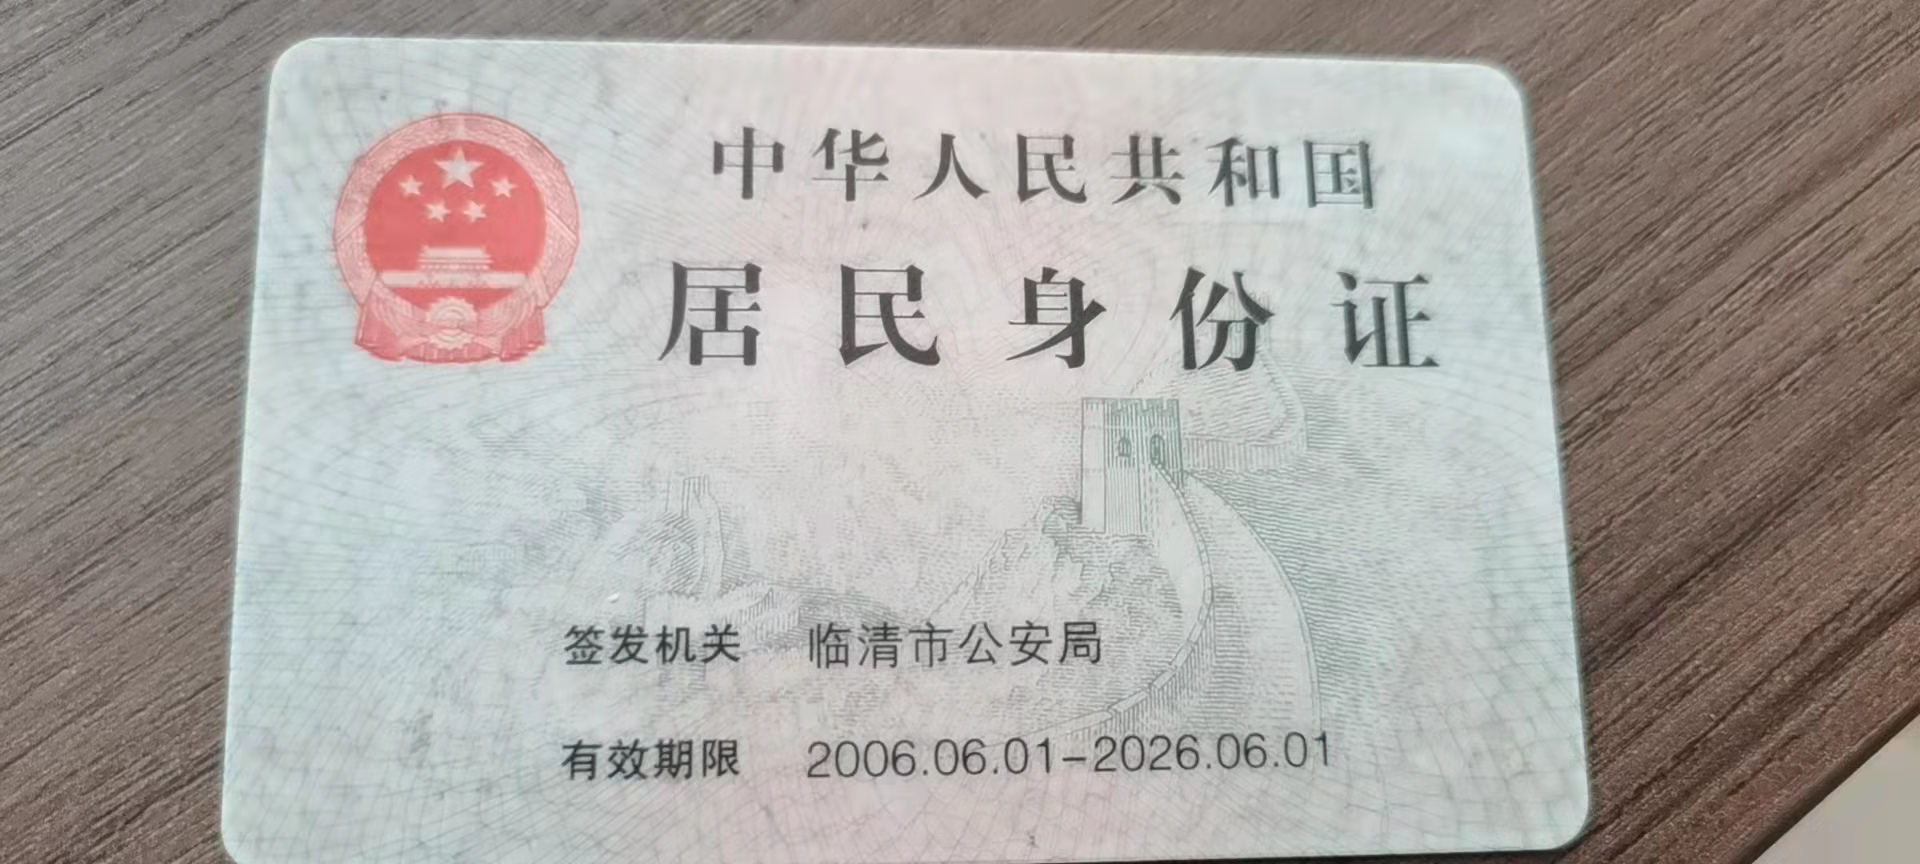 中华人民共和国
居民身份证
签发机关 临清市公安局
有效期限 2006.06.01-2026.06.01